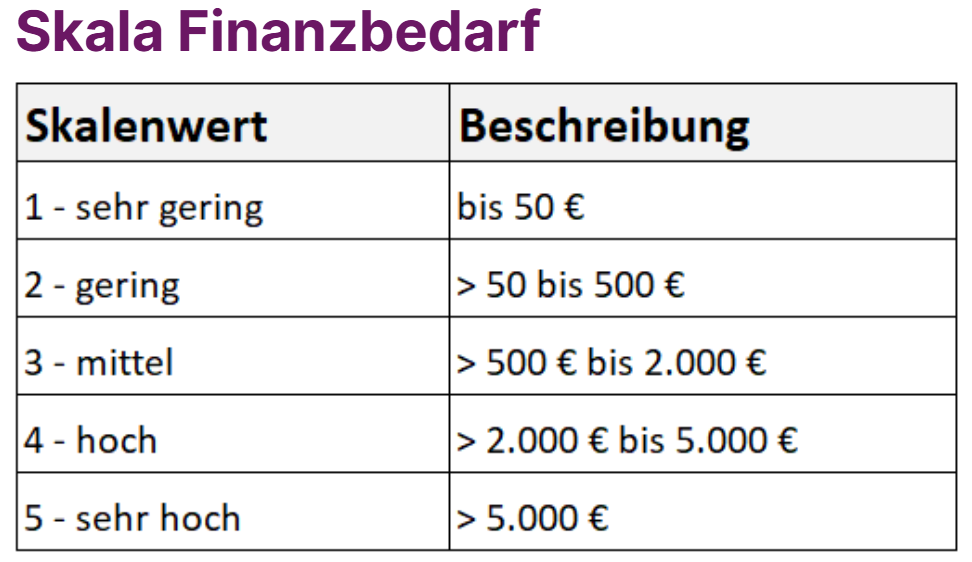 Skala Finanzbedarf
Skalenwert Beschreibung
1 - sehr gering bis 50 €
2 - gering > 50 bis 500 €
3 - mittel > 500 € bis 2.000 €
4 - hoch > 2.000 € bis 5.000 €
5 - sehr hoch > 5.000 €